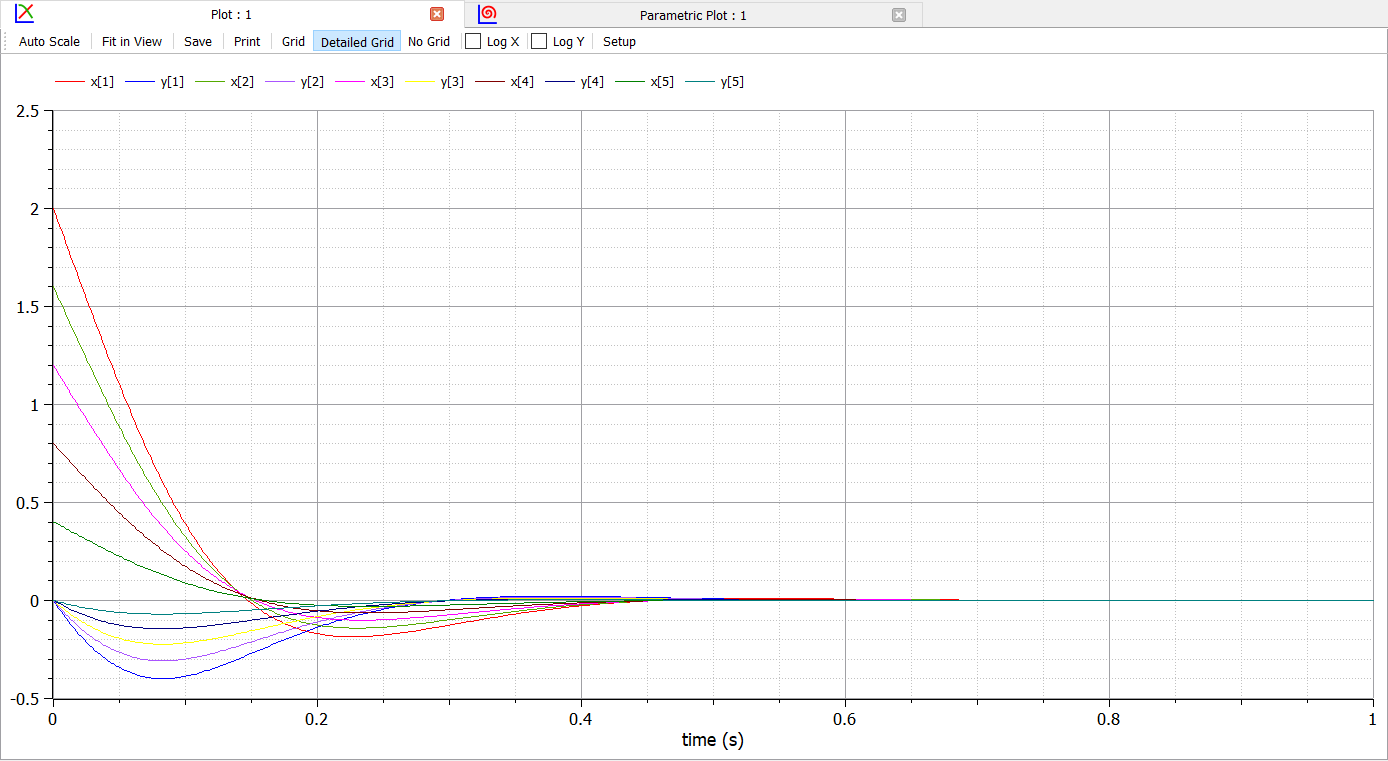 Plot : 1
Parametric Plot : 1
Auto Scale Fit in View Save Print Grid Detailed Grid No Grid Log X Log Y Setup
x[1] y[1] x[2] y[2] x[3] y[3] x[4] y[4] x[5] y[5]
2.5
2
1.5
1
0.5
0
-0.5
0 0.2 0.4 0.6 0.8 1
time (s)